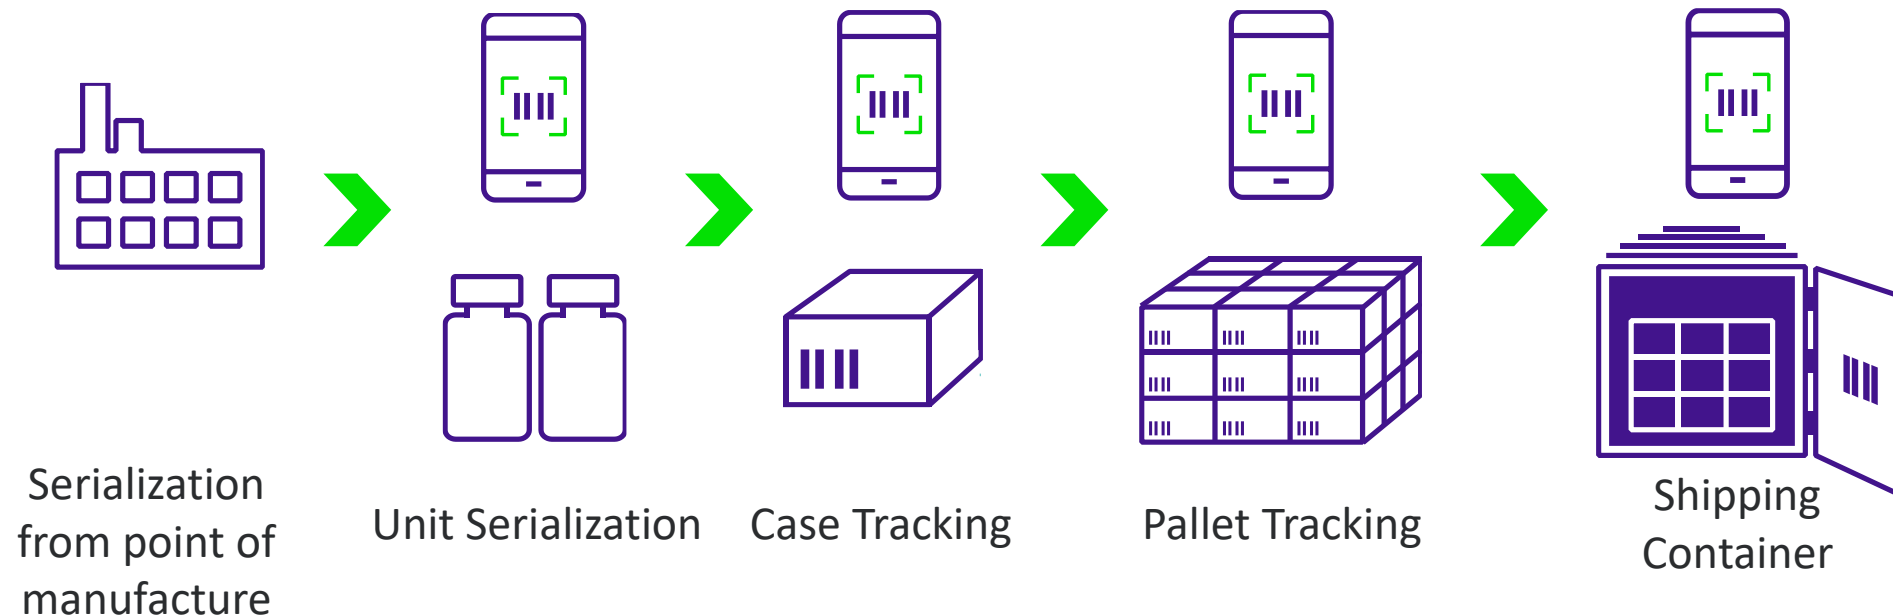 Serialization
from point of
manufacture
Unit Serialization
Case Tracking
Pallet Tracking
Shipping
Container